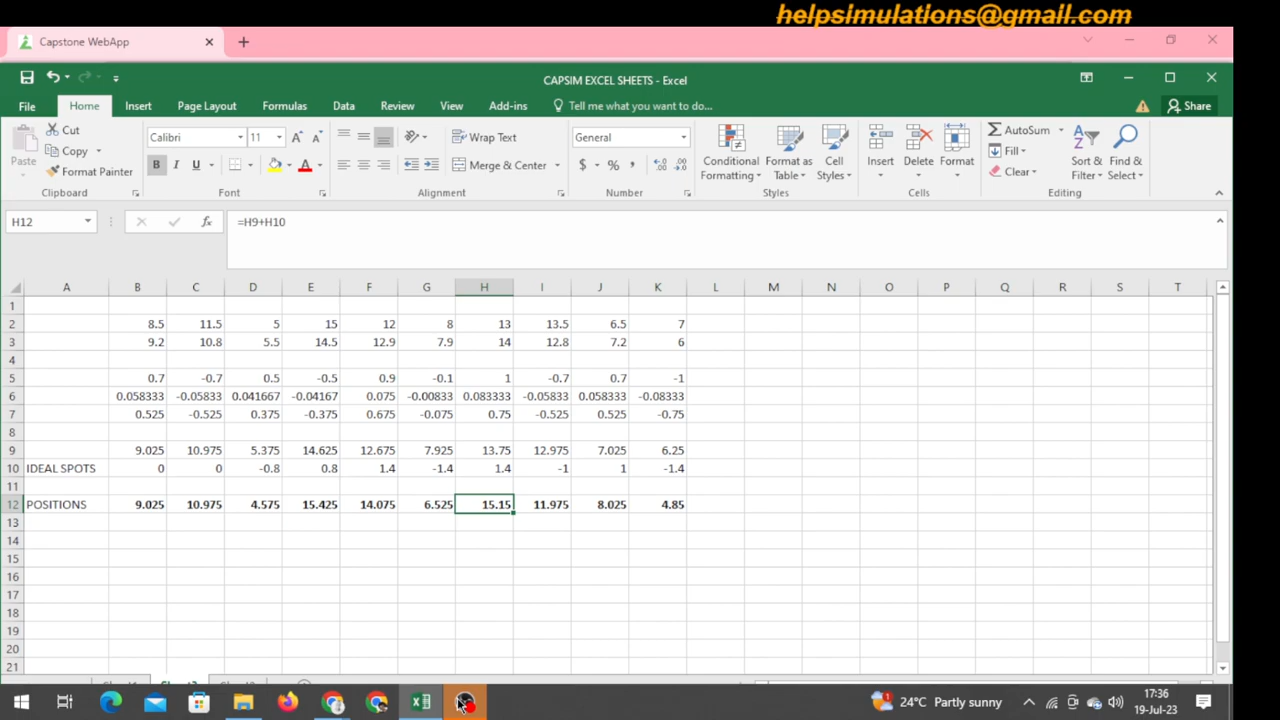 helpsimulations@gmail.com
Capstone WebApp
CAPSIM EXCEL SHEETS - Excel
File Home Insert Page Layout Formulas Data Review View Add-ins Tell me what you want to do... Share
Cut
Copy
Format Painter
Paste
Clipboard
Calibri 11
B I U
Font
Wrap Text
Merge & Center
Alignment
General
$ % ,
Number
Conditional Formatting
Format as Table
Cell Styles
Styles
Insert Delete Format
Cells
AutoSum
Fill
Clear
Sort & Filter
Find & Select
Editing
H12 fx =H9+H10
A B C D E F G H I J K L M N O P Q R S T
1
2 8.5 11.5 5 15 12 8 13 13.5 6.5 7
3 9.2 10.8 5.5 14.5 12.9 7.9 14 12.8 7.2 6
4
5 0.7 -0.7 0.5 -0.5 0.9 -0.1 1 -0.7 0.7 -1
6 0.058333 -0.05833 0.041667 -0.04167 0.075 -0.00833 0.083333 -0.05833 0.058333 -0.08333
7 0.525 -0.525 0.375 -0.375 0.675 -0.075 0.75 -0.525 0.525 -0.75
8
9 9.025 10.975 5.375 14.625 12.675 7.925 13.75 12.975 7.025 6.25
10 IDEAL SPOTS 0 0 -0.8 0.8 1.4 -1.4 1.4 -1 1 -1.4
11
12 POSITIONS 9.025 10.975 4.575 15.425 14.075 6.525 15.15 11.975 8.025 4.85
13
14
15
16
17
18
19
20
21
24°C Partly sunny
17:36
19-Jul-23